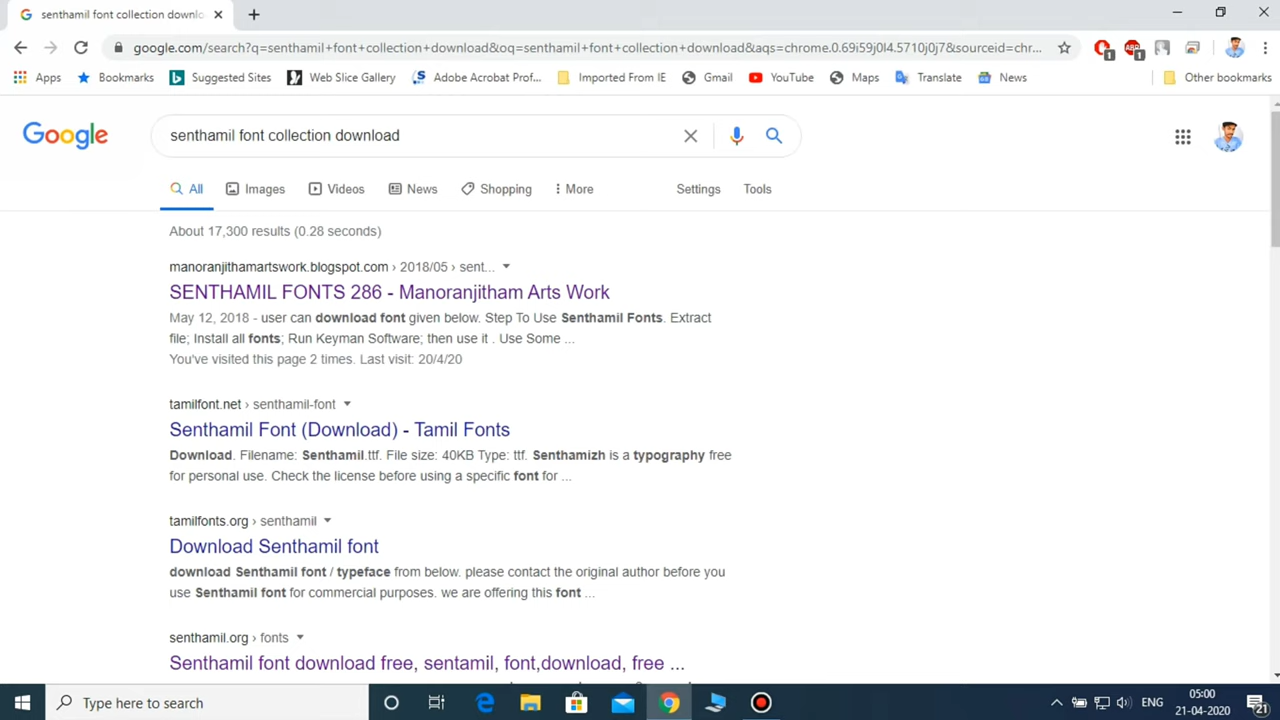 senthamil font collection downlo
google.com/search?q=senthamil+font+collection+download&oq=senthamil+font+collection+download&aqs=chrome.0.69i59j0l4.5710j0j7&sourceid=chr...
1
1
Apps
Bookmarks
Suggested Sites
Web Slice Gallery
Adobe Acrobat Prof...
Imported From IE
Gmail
YouTube
Maps
Translate
News
Other bookmarks
Google
senthamil font collection download
All
Images
Videos
News
Shopping
More
Settings
Tools
About 17,300 results (0.28 seconds)
manoranjithamartswork.blogspot.com › 2018/05 › sent...
SENTHAMIL FONTS 286 - Manoranjitham Arts Work
May 12, 2018 - user can download font given below. Step To Use Senthamil Fonts. Extract
file; Install all fonts; Run Keyman Software; then use it . Use Some ...
You've visited this page 2 times. Last visit: 20/4/20
tamilfont.net › senthamil-font
Senthamil Font (Download) - Tamil Fonts
Download. Filename: Senthamil.ttf. File size: 40KB Type: ttf. Senthamizh is a typography free
for personal use. Check the license before using a specific font for ...
tamilfonts.org › senthamil
Download Senthamil font
download Senthamil font / typeface from below. please contact the original author before you
use Senthamil font for commercial purposes. we are offering this font ...
senthamil.org › fonts
Senthamil font download free, sentamil, font,download, free ...
Type here to search
ENG
05:00
21-04-2020
21